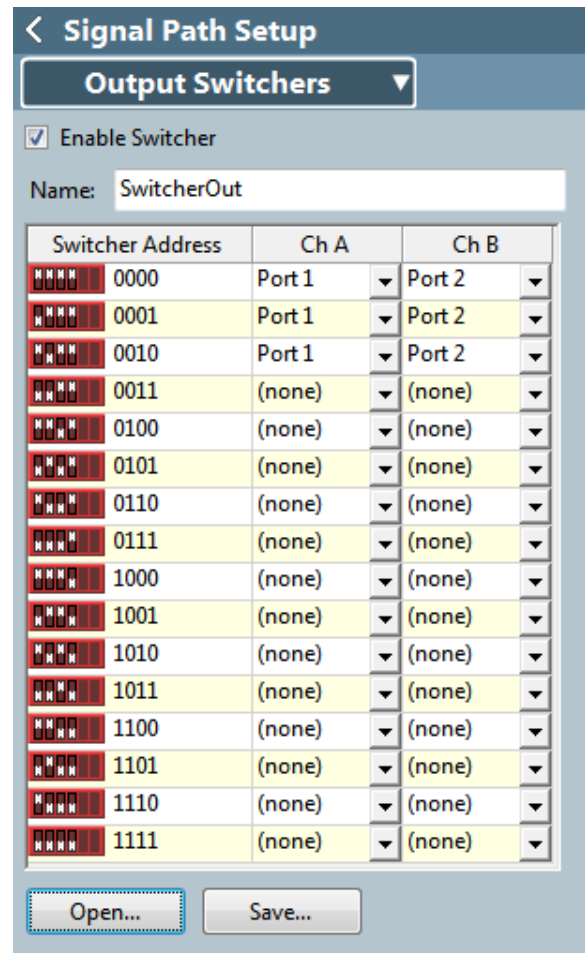 Signal Path Setup
Output Switchers
Enable Switcher
Name: SwitcherOut
Switcher Address Ch A Ch B
0000 Port 1 Port 2
0001 Port 1 Port 2
0010 Port 1 Port 2
0011 (none) (none)
0100 (none) (none)
0101 (none) (none)
0110 (none) (none)
0111 (none) (none)
1000 (none) (none)
1001 (none) (none)
1010 (none) (none)
1011 (none) (none)
1100 (none) (none)
1101 (none) (none)
1110 (none) (none)
1111 (none) (none)
Open... Save...